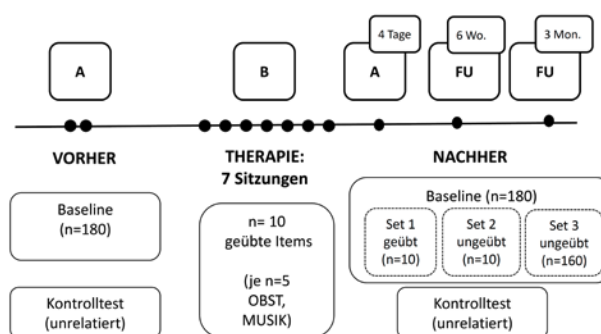 4 Tage
6 Wo.
3 Mon.
A
B
A
FU
FU
VORHER
THERAPIE:
7 Sitzungen
NACHHER
Baseline
(n=180)
n= 10
geübte Items
(je n=5
OBST,
MUSIK)
Baseline (n=180)
Set 1
geübt
(n=10)
Set 2
ungeübt
(n=10)
Set 3
ungeübt
(n=160)
Kontrolltest
(unrelatiert)
Kontrolltest
(unrelatiert)